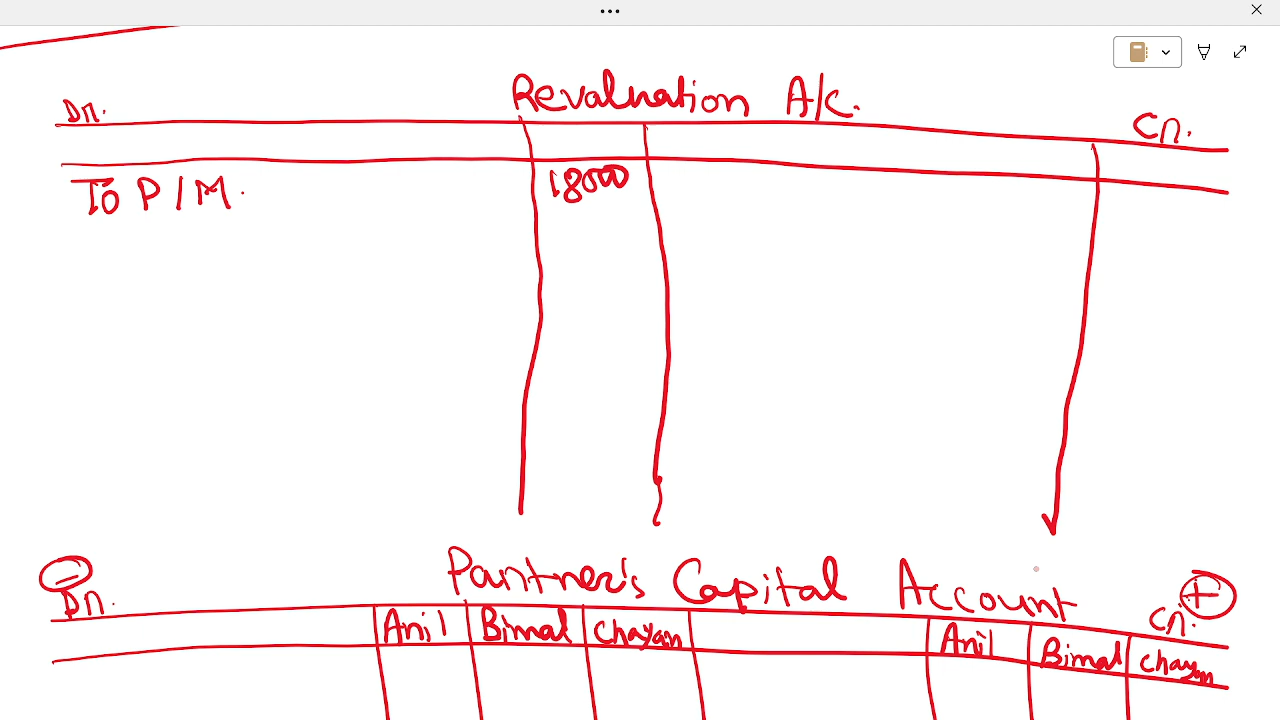 Revaluation A/c.
Dr.
Cr.
To P/M.
18000
Partner's Capital Account
Dr.
Cr.
Anil Bimal Chayan
Anil Bimal Chayan